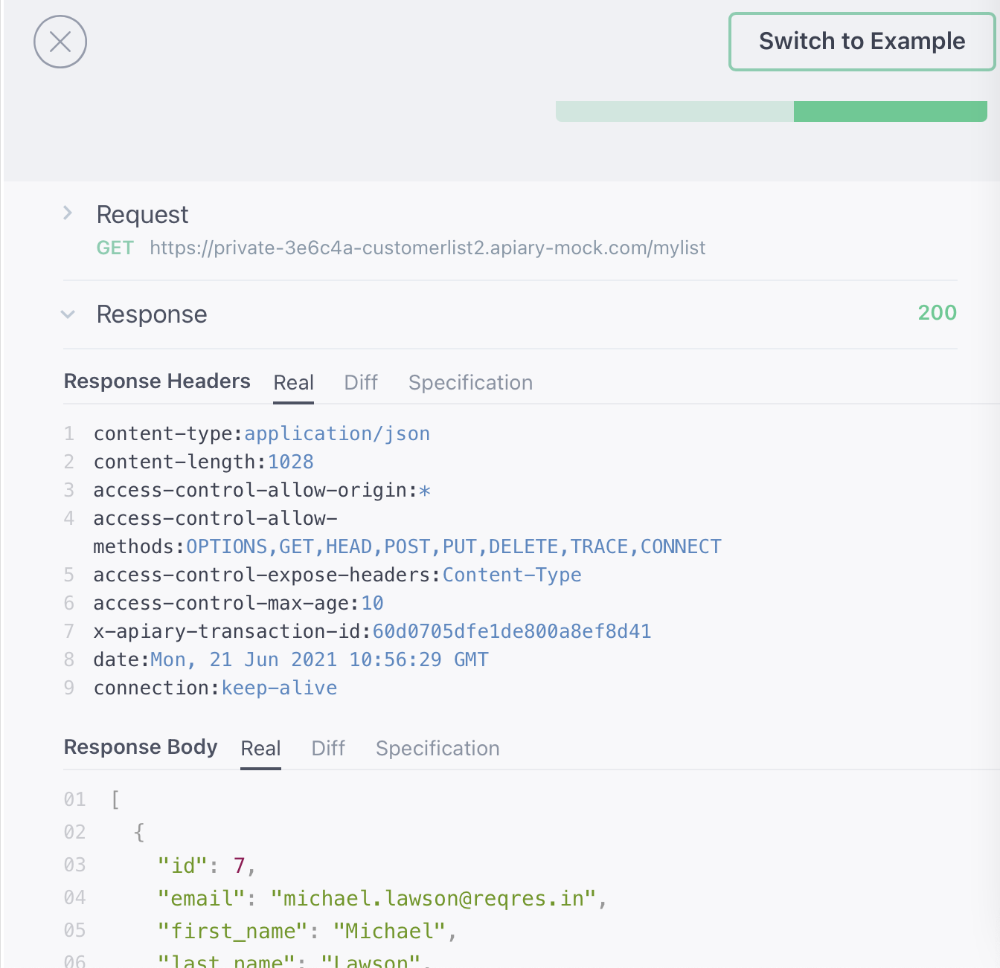 Switch to Example
Request
GET https://private-3e6c4a-customerlist2.apiary-mock.com/mylist
Response 200
Response Headers Real Diff Specification
1 content-type:application/json
2 content-length:1028
3 access-control-allow-origin:*
4 access-control-allow-
methods:OPTIONS,GET,HEAD,POST,PUT,DELETE,TRACE,CONNECT
5 access-control-expose-headers:Content-Type
6 access-control-max-age:10
7 x-apiary-transaction-id:60d0705dfe1de800a8ef8d41
8 date:Mon, 21 Jun 2021 10:56:29 GMT
9 connection:keep-alive
Response Body Real Diff Specification
01 [
02 {
03 "id": 7,
04 "email": "michael.lawson@reqres.in",
05 "first_name": "Michael",
06 "last_name": "Lawson",